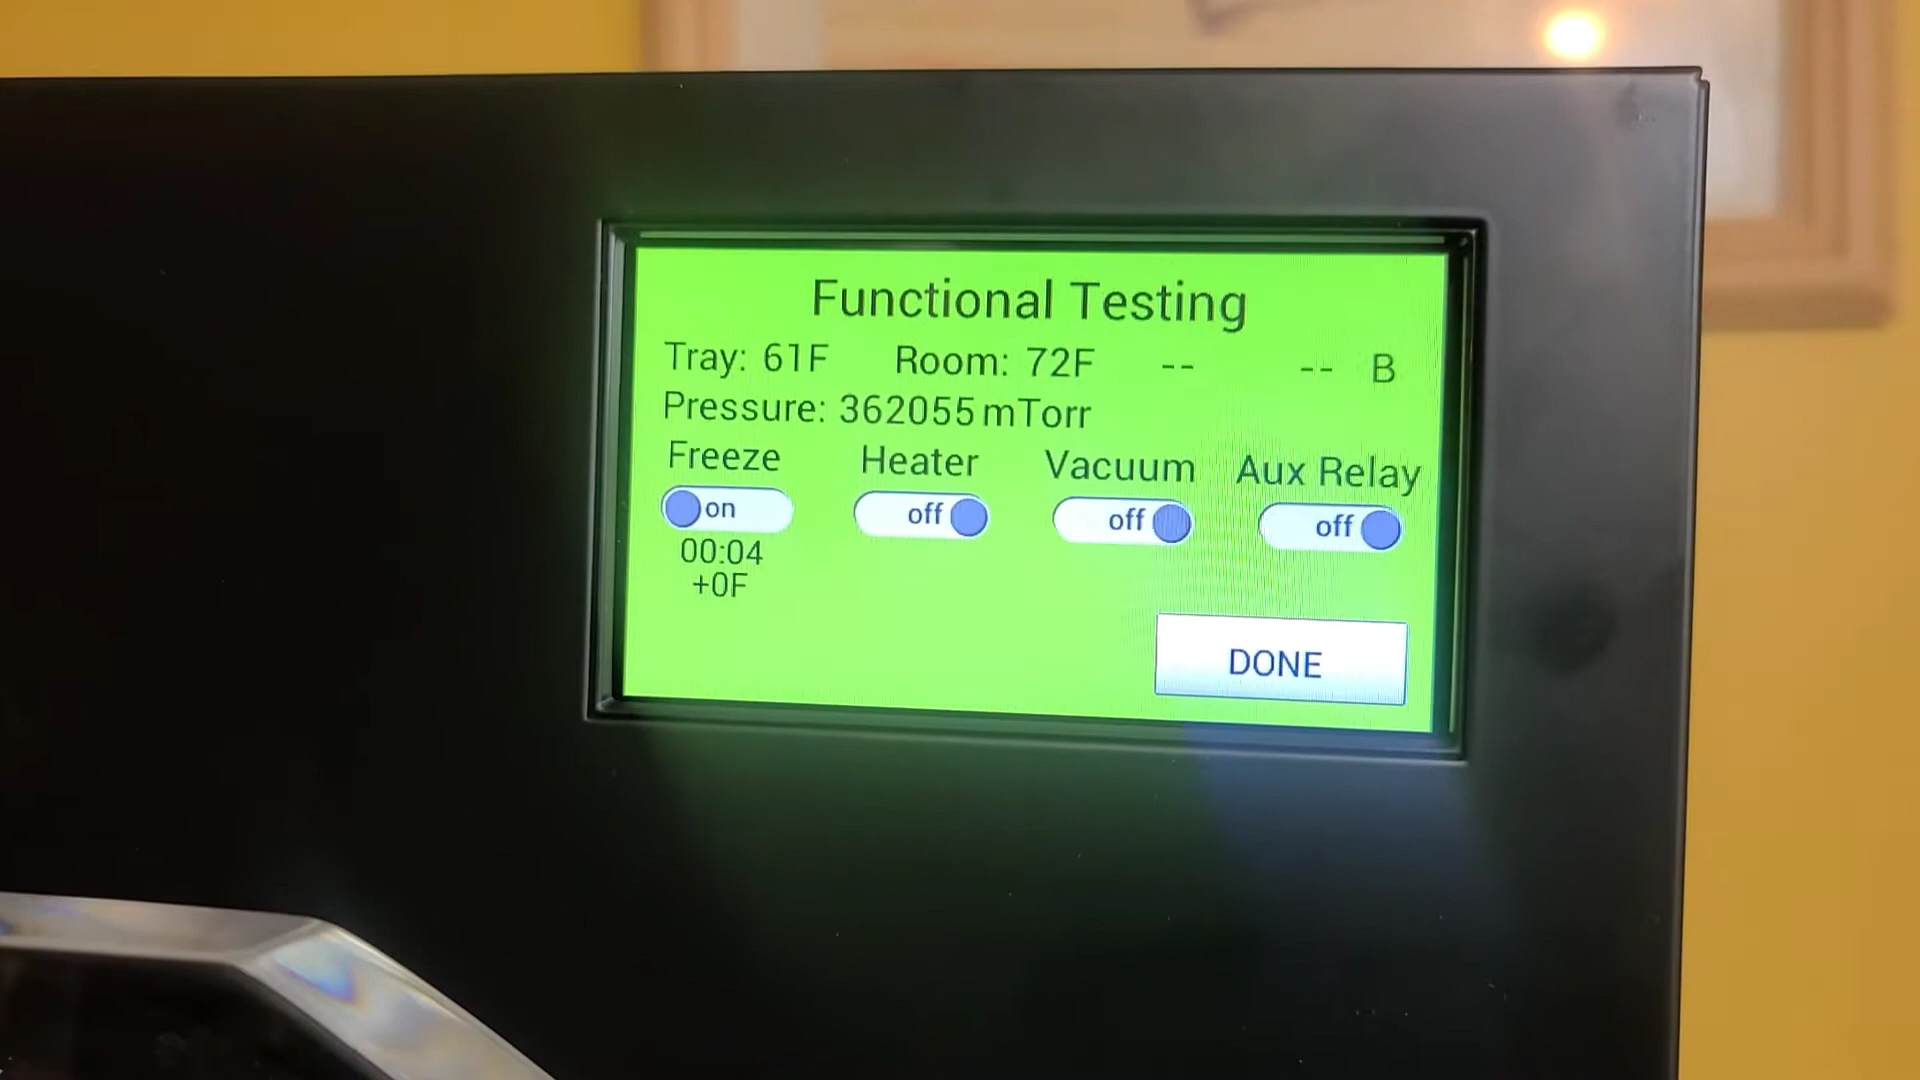 Functional Testing
Tray: 61F Room: 72F -- -- B
Pressure: 362055 mTorr
Freeze Heater Vacuum Aux Relay
on off off off
00:04
+0F
DONE